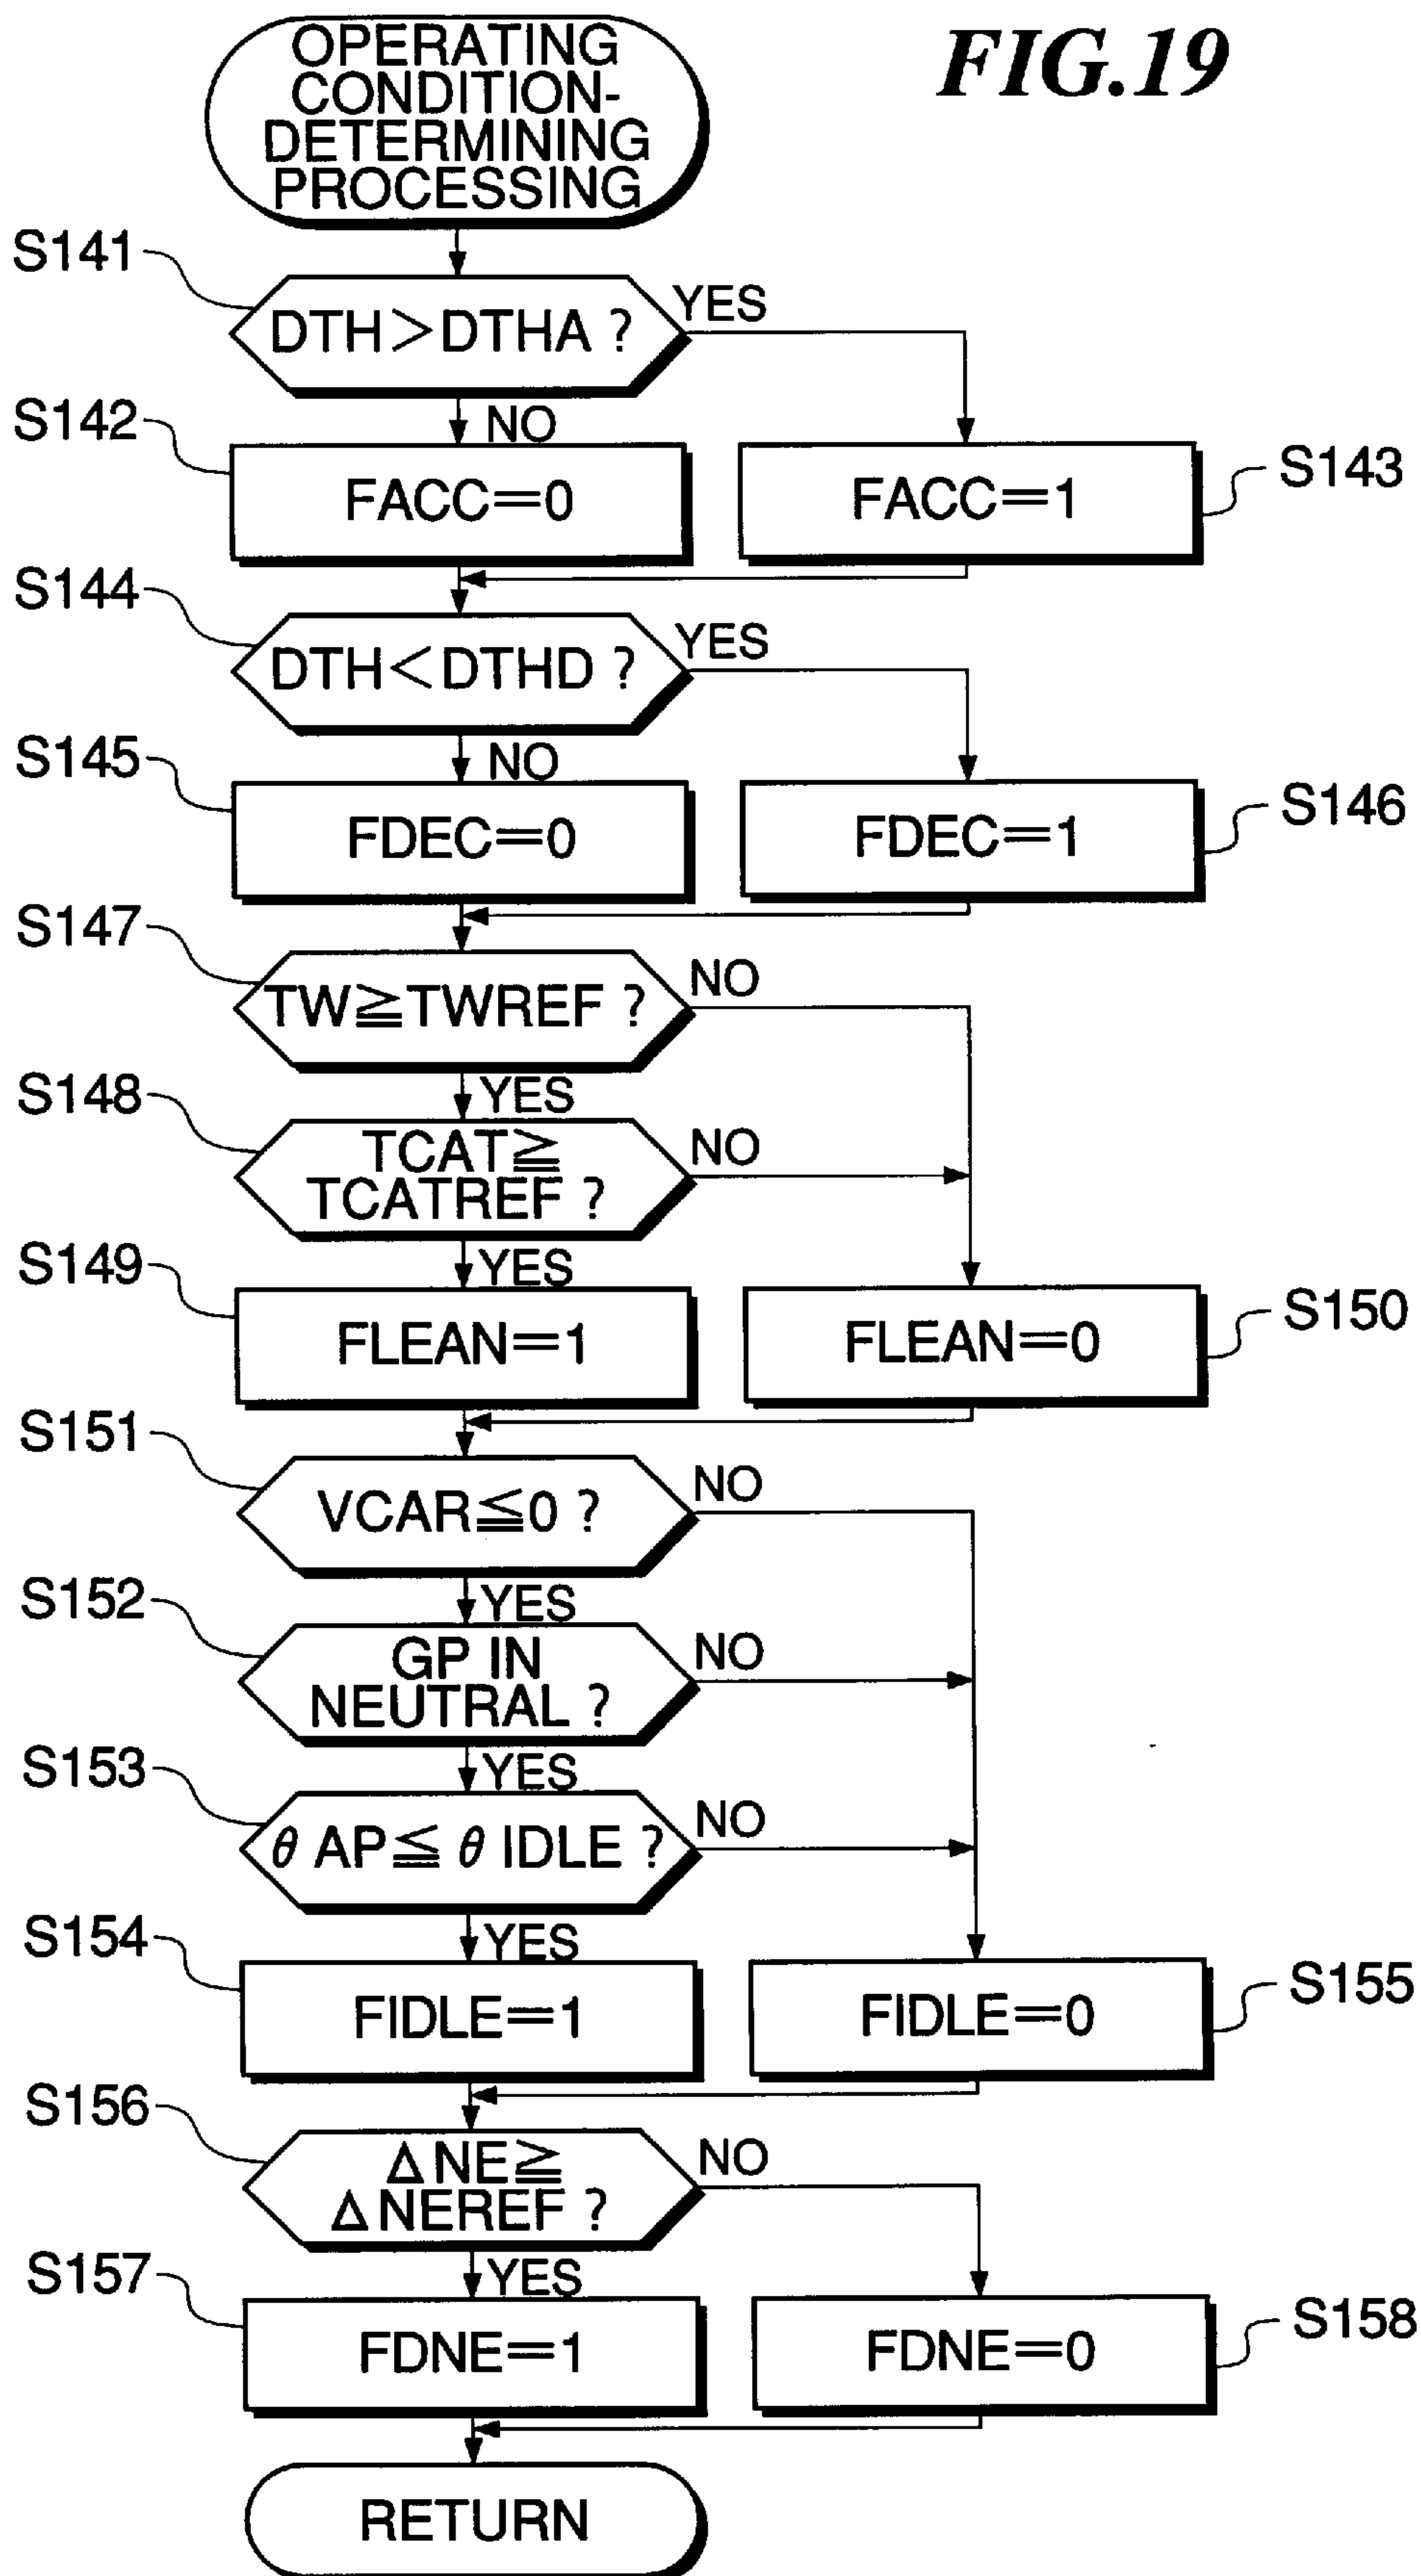 FIG.19
OPERATING
CONDITION-
DETERMINING
PROCESSING
S141
DTH>DTHA ?
YES
NO
S142
FACC=0
FACC=1
S143
S144
DTH<DTHD ?
YES
NO
S145
FDEC=0
FDEC=1
S146
S147
TW≧TWREF ?
NO
YES
S148
TCAT≧
TCATREF ?
NO
YES
S149
FLEAN=1
FLEAN=0
S150
S151
VCAR≦0 ?
NO
YES
S152
GP IN
NEUTRAL ?
NO
YES
S153
θ AP≦ θ IDLE ?
NO
YES
S154
FIDLE=1
FIDLE=0
S155
S156
Δ NE≧
Δ NEREF ?
NO
YES
S157
FDNE=1
FDNE=0
S158
RETURN